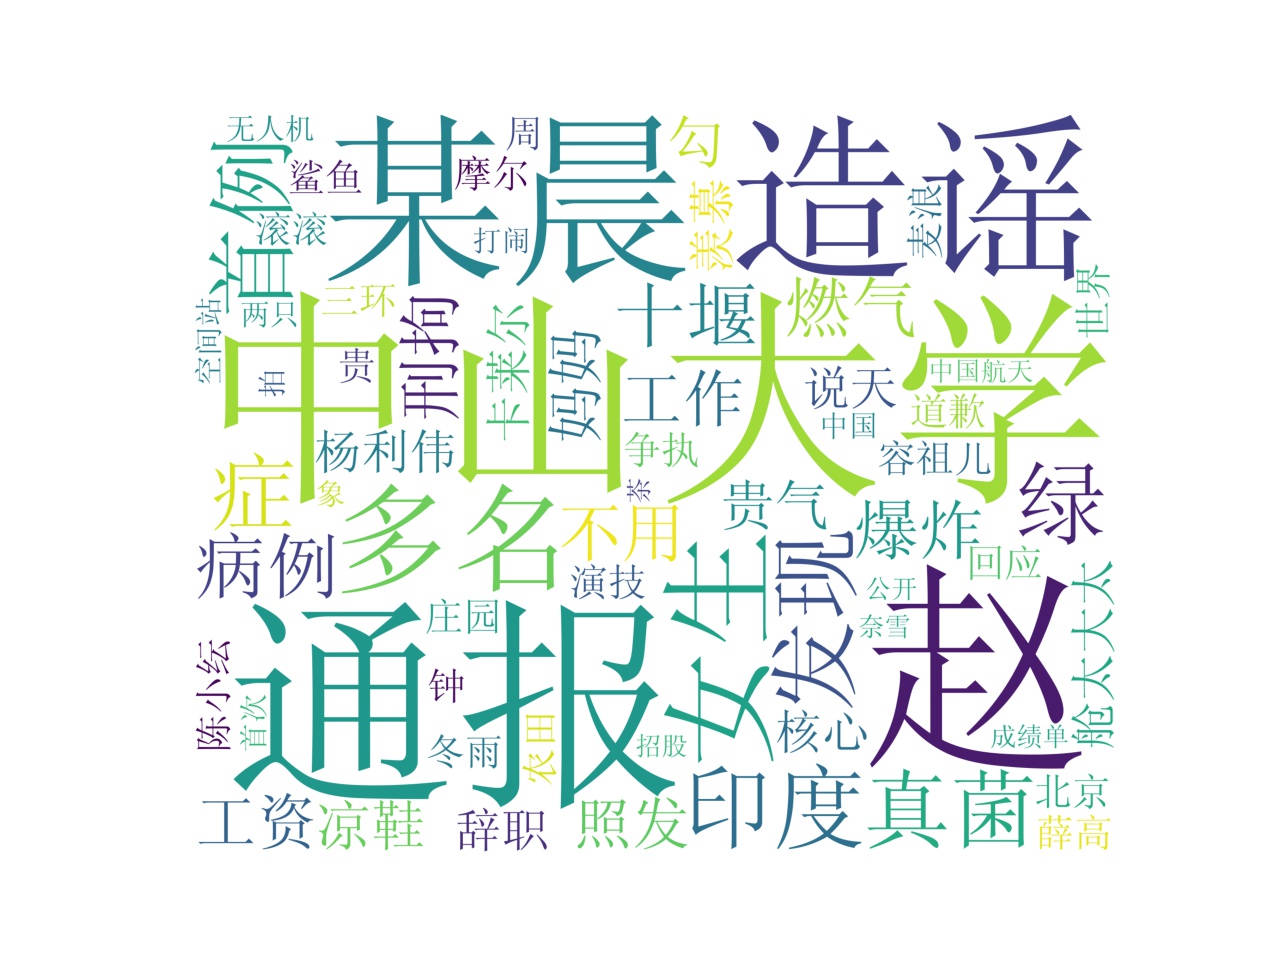 无人机
首例
某晨
周
勾
造谣
鲨鱼
摩尔
羡慕
麦浪
滚滚
打闹
空间站
两只
三环
刑拘
卡莱尔
妈妈
十堰
燃气
世界
中山大学
拍
贵
工作
说天
中国航天
道歉
中国
杨利伟
争执
容祖儿
症
象
多名
茶
不用
贵气
爆炸
绿
病例
演技
女生
发现
回应
公开
奈雪
赵
舱太大太
通报
庄园
陈小纭
首次
钟
冬雨
农田
招股
核心
成绩单
工资
凉鞋
辞职
照发
印度
真菌
北京
薛高